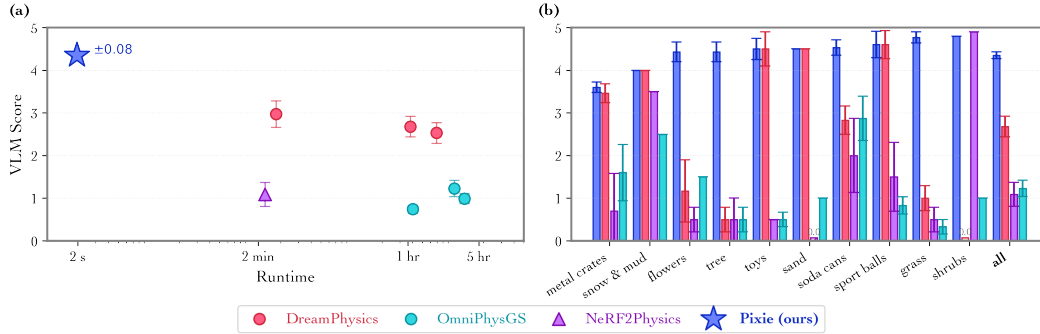 (a)
(b)
5
4
3
2
1
0
VLM Score
±0.08
2 s
2 min
1 hr
5 hr
Runtime
5
4
3
2
1
0
0.0
0.0
metal crates
snow & mud
flowers
tree
toys
sand
soda cans
sport balls
grass
shrubs
all
DreamPhysics
OmniPhysGS
NeRF2Physics
Pixie (ours)